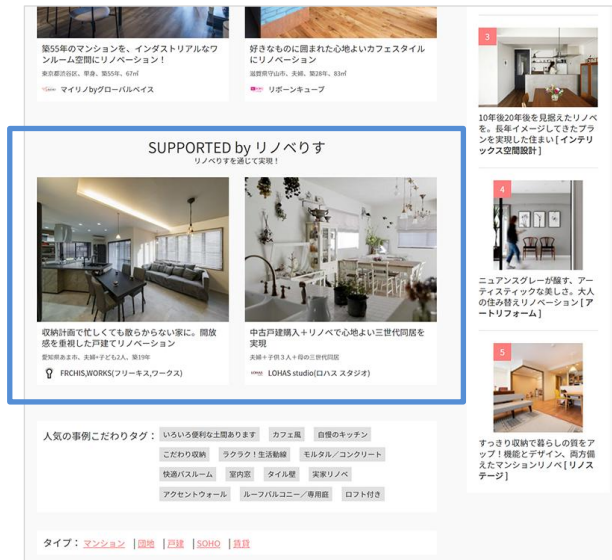 築55年のマンションを、インダストリアルなワ
ンルーム空間にリノベーション！
東京都渋谷区、単身、築55年、67㎡
マイリノbyグローバルベイス
好きなものに囲まれた心地よいカフェスタイル
にリノベーション
滋賀県守山市、夫婦、築28年、83㎡
リボーンキューブ
SUPPORTED by リノベりす
リノベりすを通じて実現！
収納計画で忙しくても散らからない家に。開放
感を重視した戸建てリノベーション
愛知県あま市、夫婦+子ども2人、築19年
FRCHIS,WORKS(フリーキス,ワークス)
中古戸建購入＋リノベで心地よい三世代同居を
実現
夫婦＋子供3人＋母の三世代同居
LOHAS studio(ロハス スタジオ)
人気の事例こだわりタグ：
いろいろ便利な土間あります
カフェ風
自慢のキッチン
こだわり収納
ラクラク！生活動線
モルタル／コンクリート
快適バスルーム
室内窓
タイル壁
実家リノベ
アクセントウォール
ルーフバルコニー／専用庭
ロフト付き
タイプ： マンション | 団地 | 戸建 | SOHO | 賃貸
3
10年後20年後を見据えたリノベ
を。長年イメージしてきたプラ
ンを実現した住まい [ インテリ
ックス空間設計 ]
4
ニュアンスグレーが醸す、アー
ティスティックな美しさ。大人
の住み替えリノベーション [ ア
ートリフォーム ]
5
すっきり収納で暮らしの質をア
ップ！機能とデザイン、両方備
えたマンションリノベ [ リノス
テージ ]